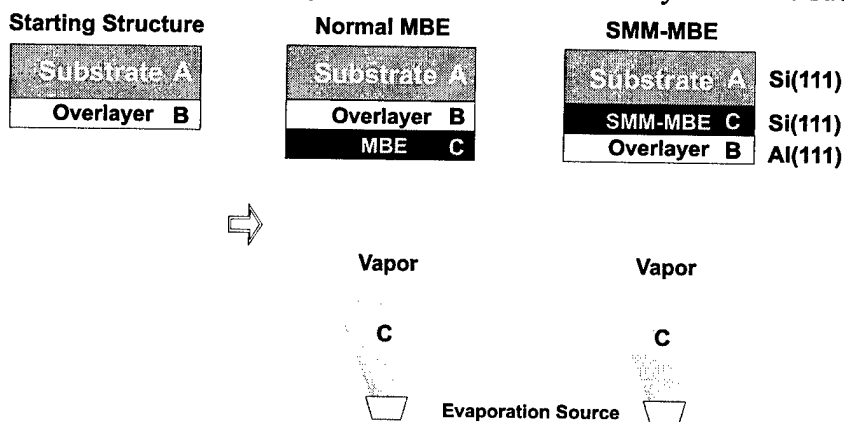 Starting Structure
Substrate A
Overlayer B
Normal MBE
Substrate A
Overlayer B
MBE C
SMM-MBE
Substrate A Si(111)
SMM-MBE C Si(111)
Overlayer B Al(111)
Vapor
C
Vapor
C
Evaporation Source